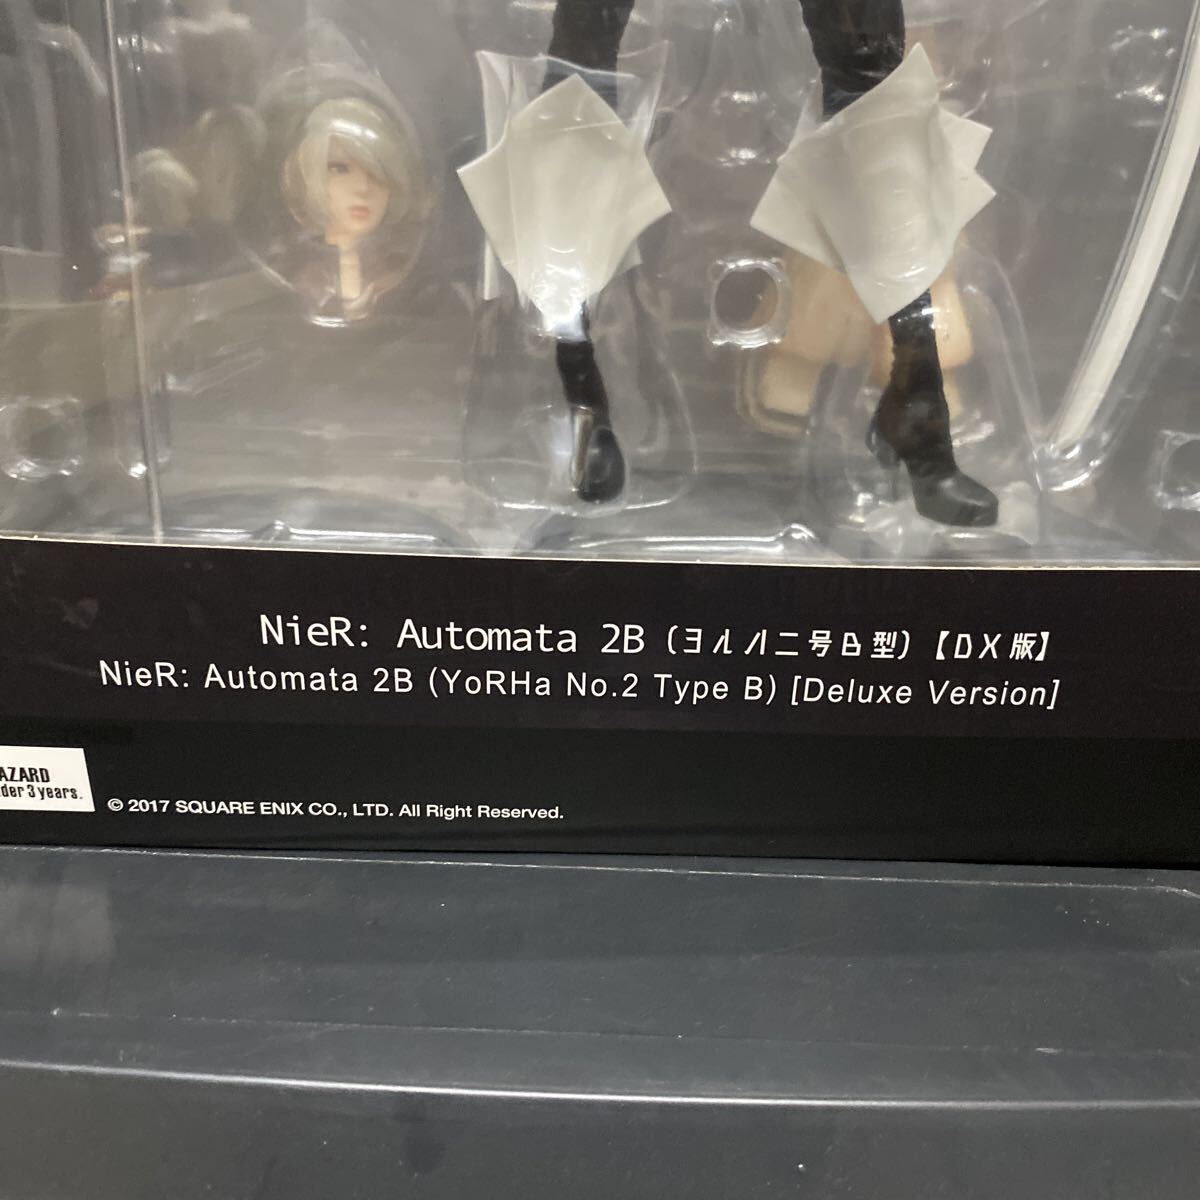 NieR: Automata 2B (ヨルハ二号B型)【DX版】
NieR: Automata 2B (YoRHa No.2 Type B) [Deluxe Version]
AZARD
der 3 years.
© 2017 SQUARE ENIX CO., LTD. All Right Reserved.